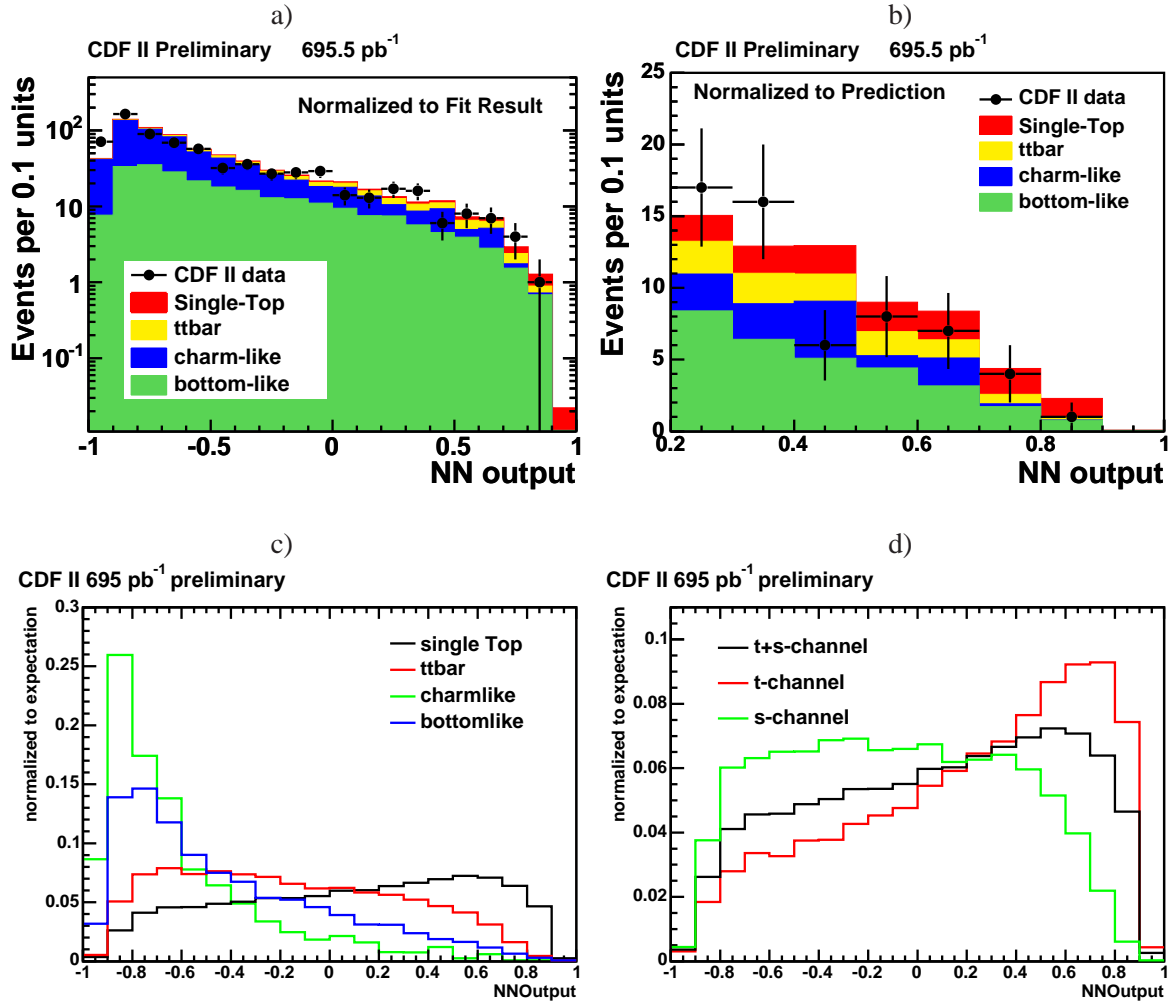 a)
CDF II Preliminary 695.5 pb-1
Normalized to Fit Result
Events per 0.1 units
10^2
10
1
10^-1
CDF II data
Single-Top
ttbar
charm-like
bottom-like
-1 -0.5 0 0.5 1
NN output
b)
CDF II Preliminary 695.5 pb-1
Normalized to Prediction
Events per 0.1 units
25
20
15
10
5
0
CDF II data
Single-Top
ttbar
charm-like
bottom-like
0.2 0.4 0.6 0.8 1
NN output
c)
CDF II 695 pb-1 preliminary
normalized to expectation
0.3
0.25
0.2
0.15
0.1
0.05
0
single Top
ttbar
charmlike
bottomlike
-1 -0.8 -0.6 -0.4 -0.2 0 0.2 0.4 0.6 0.8 1
NNOutput
d)
CDF II 695 pb-1 preliminary
normalized to expectation
0.1
0.08
0.06
0.04
0.02
0
t+s-channel
t-channel
s-channel
-1 -0.8 -0.6 -0.4 -0.2 0 0.2 0.4 0.6 0.8 1
NNOutput